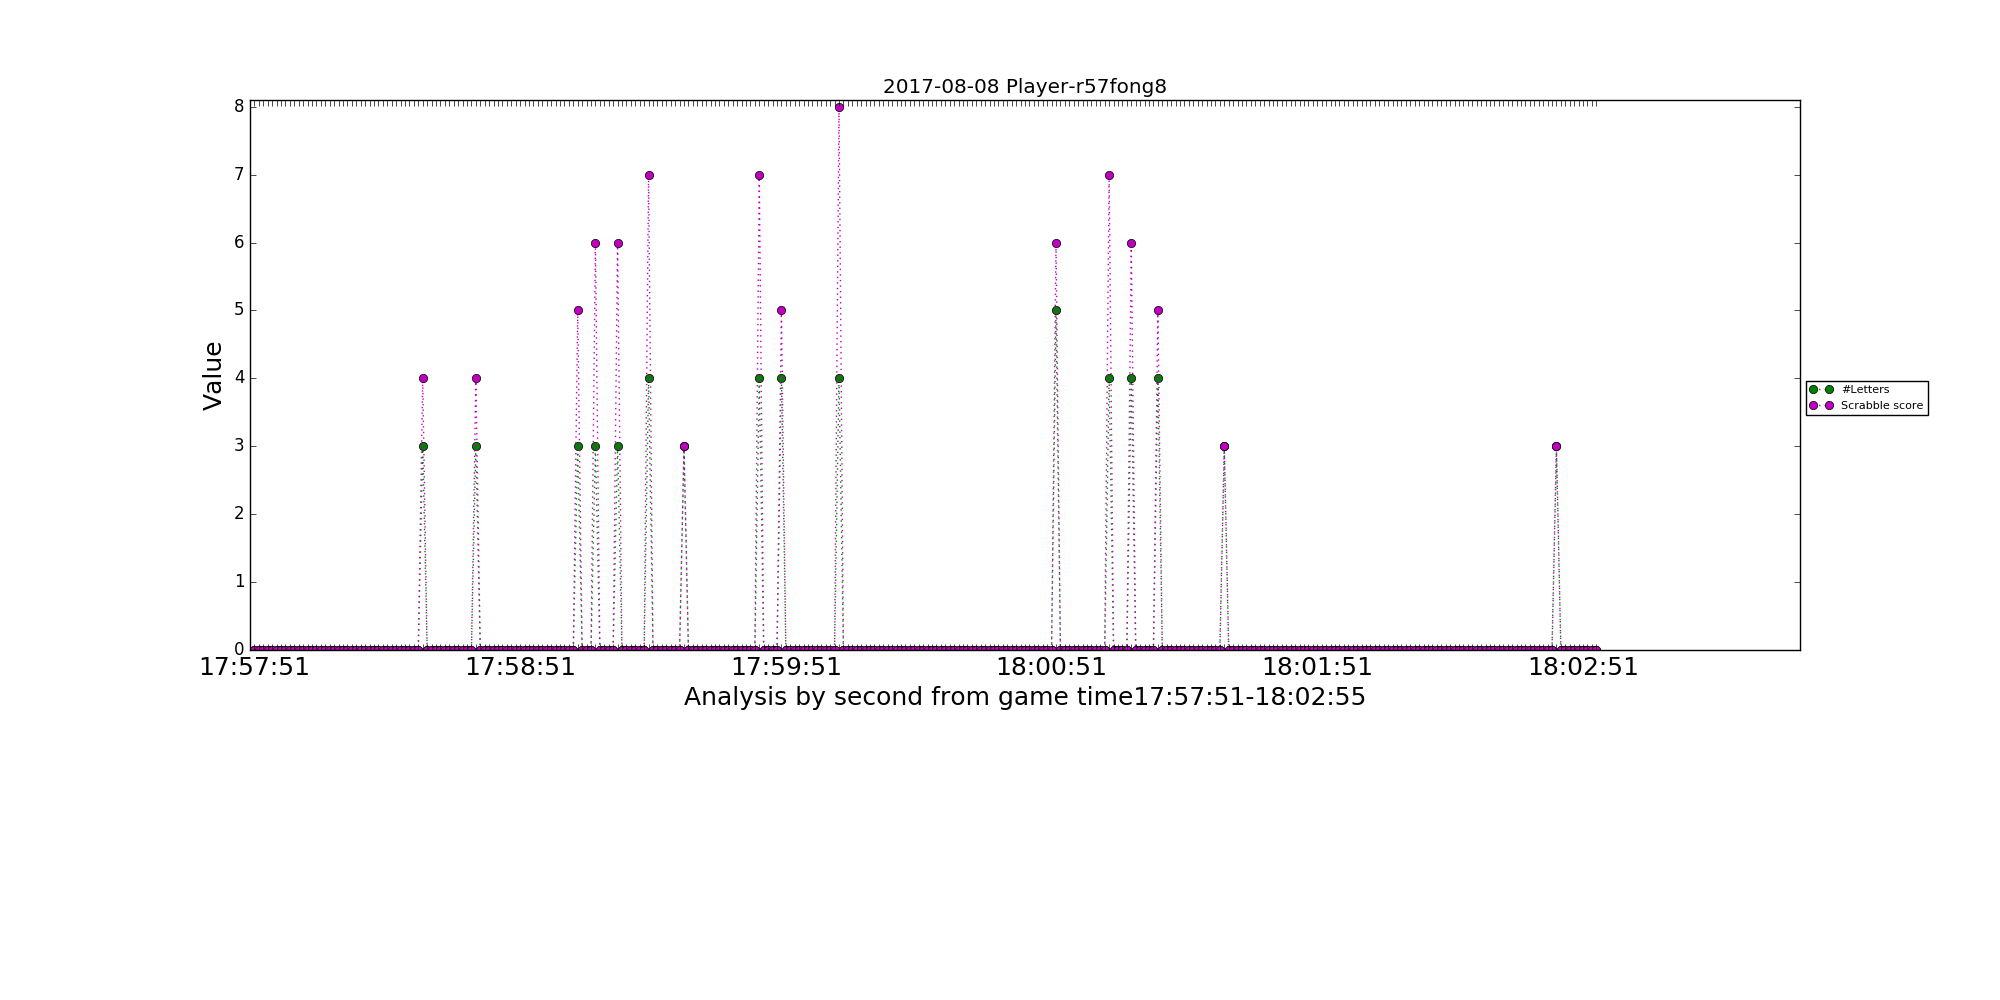 2017-08-08 Player-r57fong8
8
7
6
5
4
3
2
1
0
Value
17:57:51 17:58:51 17:59:51 18:00:51 18:01:51 18:02:51
Analysis by second from game time17:57:51-18:02:55
#Letters
Scrabble score